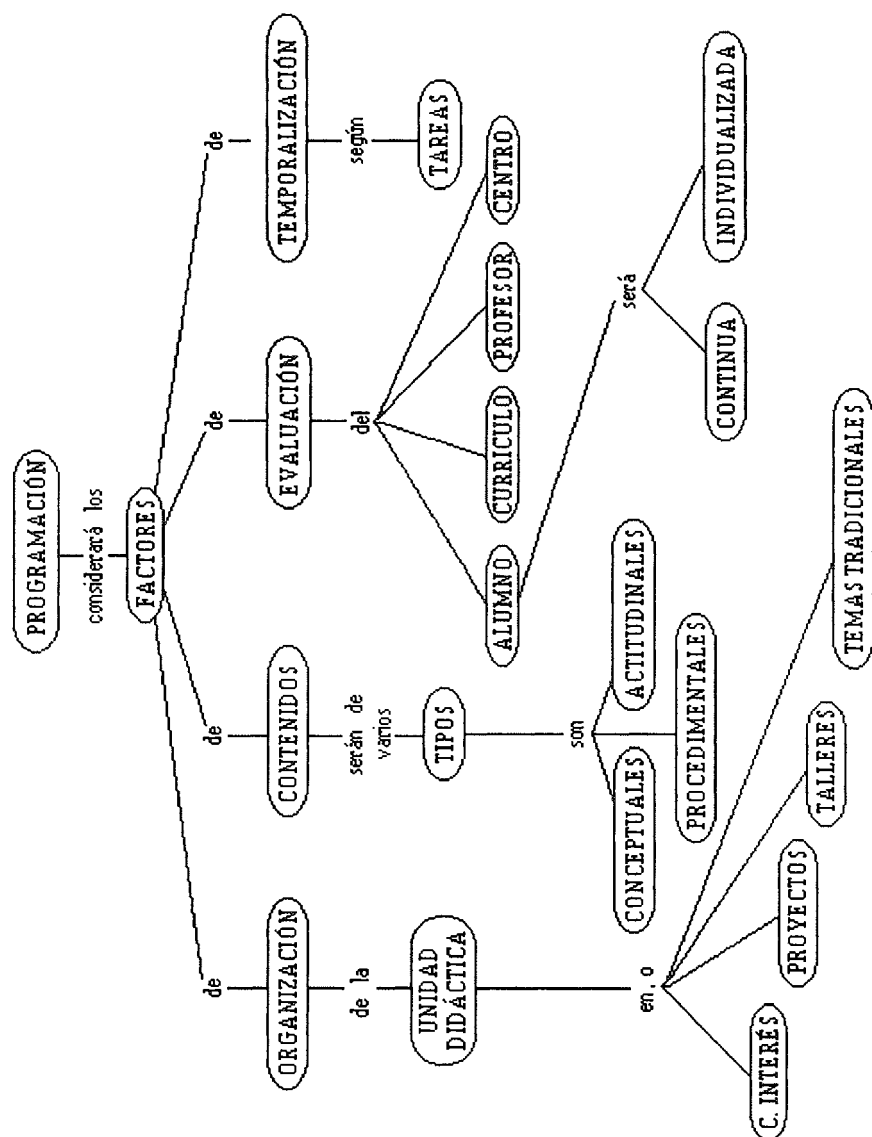 PROGRAMACIÓN
considerará los
FACTORES
de
de
de
de
ORGANIZACIÓN
CONTENIDOS
EVALUACIÓN
TEMPORALIZACIÓN
de la
serán de
varios
del
según
UNIDAD
DIDÁCTICA
TIPOS
TAREAS
ALUMNO
CURRICULO
PROFESOR
CENTRO
son
será
en, o
CONCEPTUALES
ACTITUDINALES
PROCEDIMENTALES
CONTINUA
INDIVIDUALIZADA
C. INTERÉS
PROYECTOS
TALLERES
TEMAS TRADICIONALES